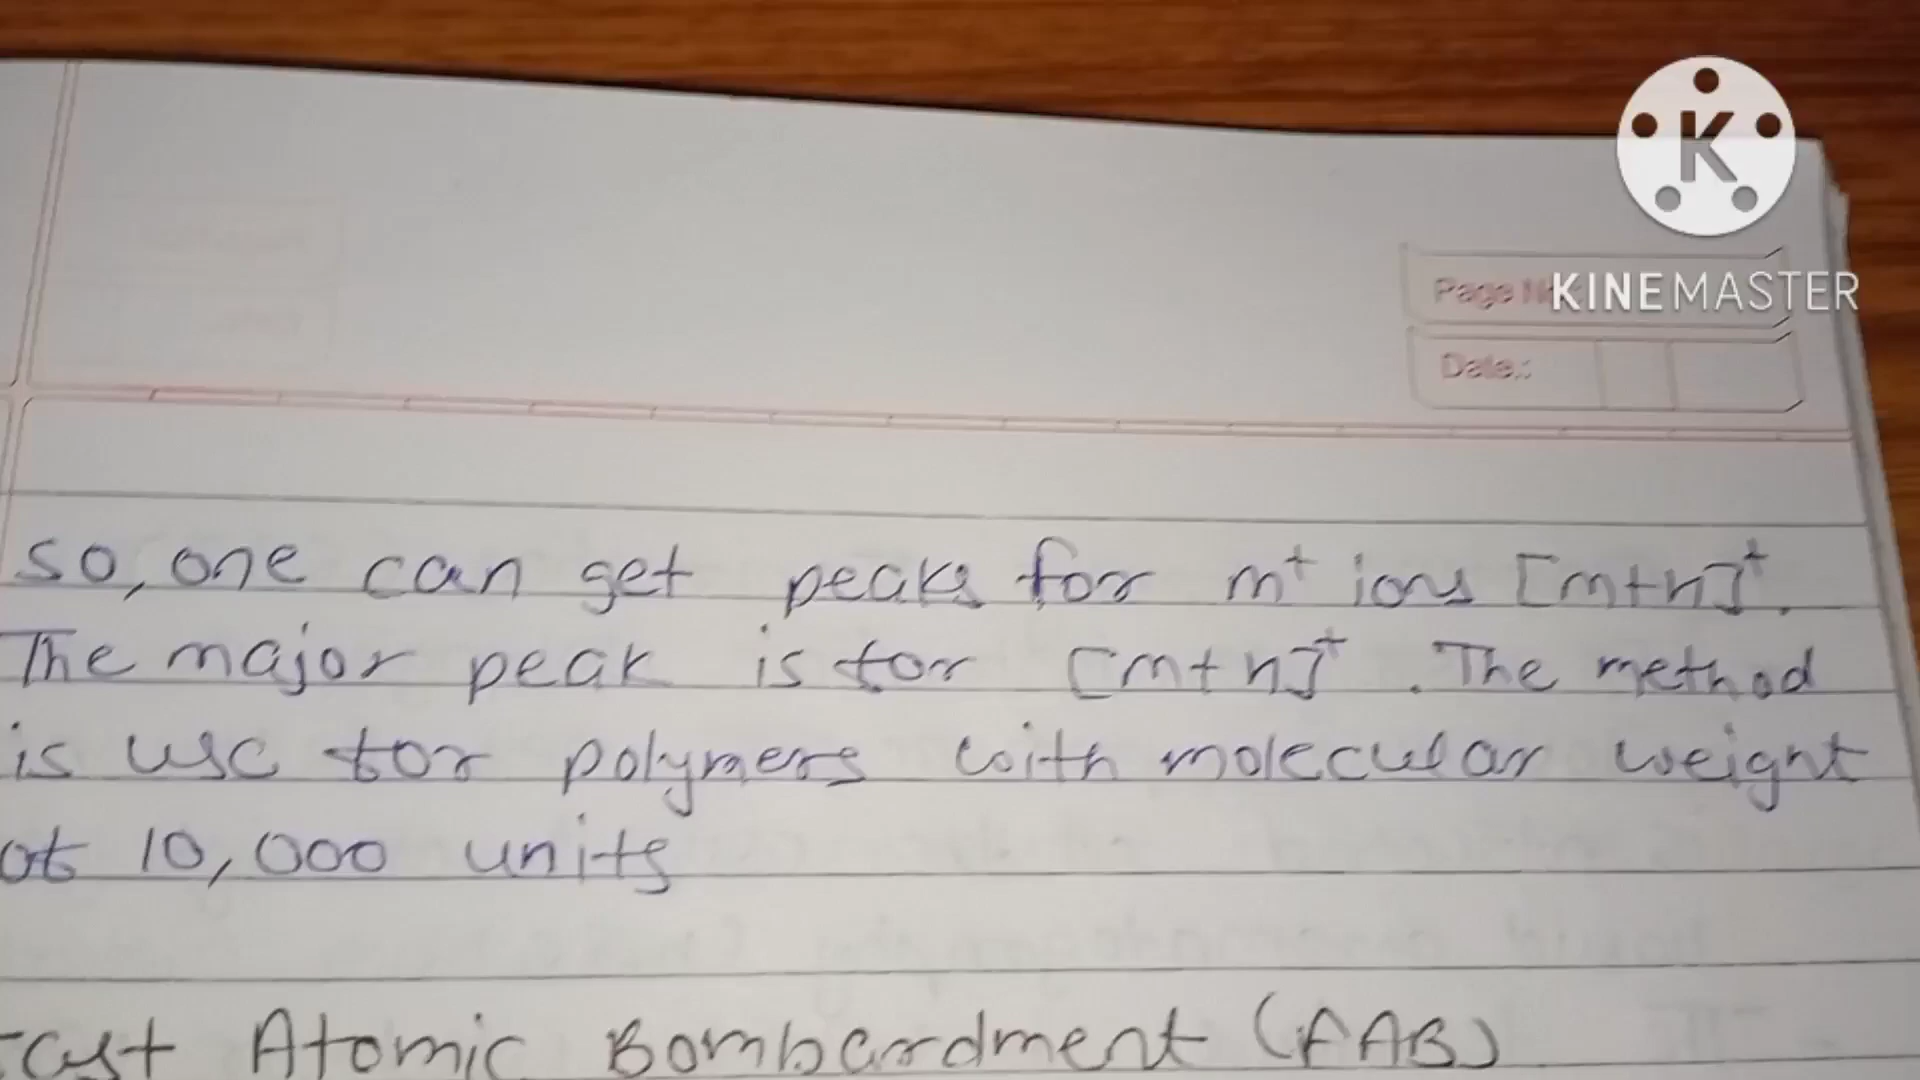 K
KINEMASTER
Page No
Date.:
so, one can get peaks for m+ ions [m+n]+.
The major peak is for [m+n]+. The method
is use for polymers with molecular weight
of 10,000 units
Fast Atomic Bombardment (FAB)